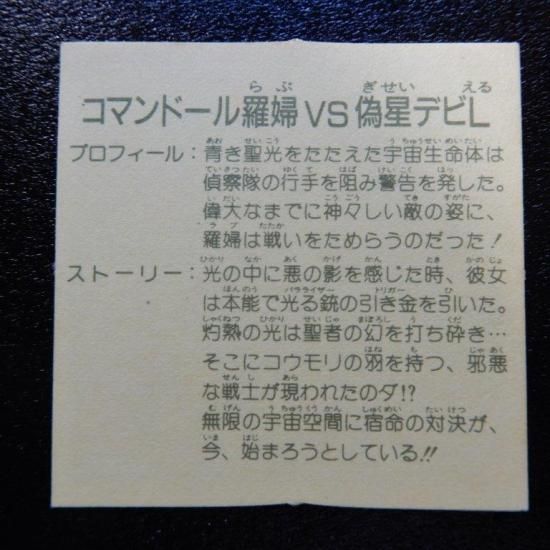 コマンドール羅婦VS偽星デビL
プロフィール：青き聖光をたたえた宇宙生命体は
偵察隊の行手を阻み警告を発した。
偉大なまでに神々しい敵の姿に、
羅婦は戦いをためらうのだった！
ストーリー：光の中に悪の影を感じた時、彼女
は本能で光る銃の引き金を引いた。
灼熱の光は聖者の幻を打ち砕き…
そこにコウモリの羽を持つ、邪悪
な戦士が現われたのダ!?
無限の宇宙空間に宿命の対決が、
今、始まろうとしている!!